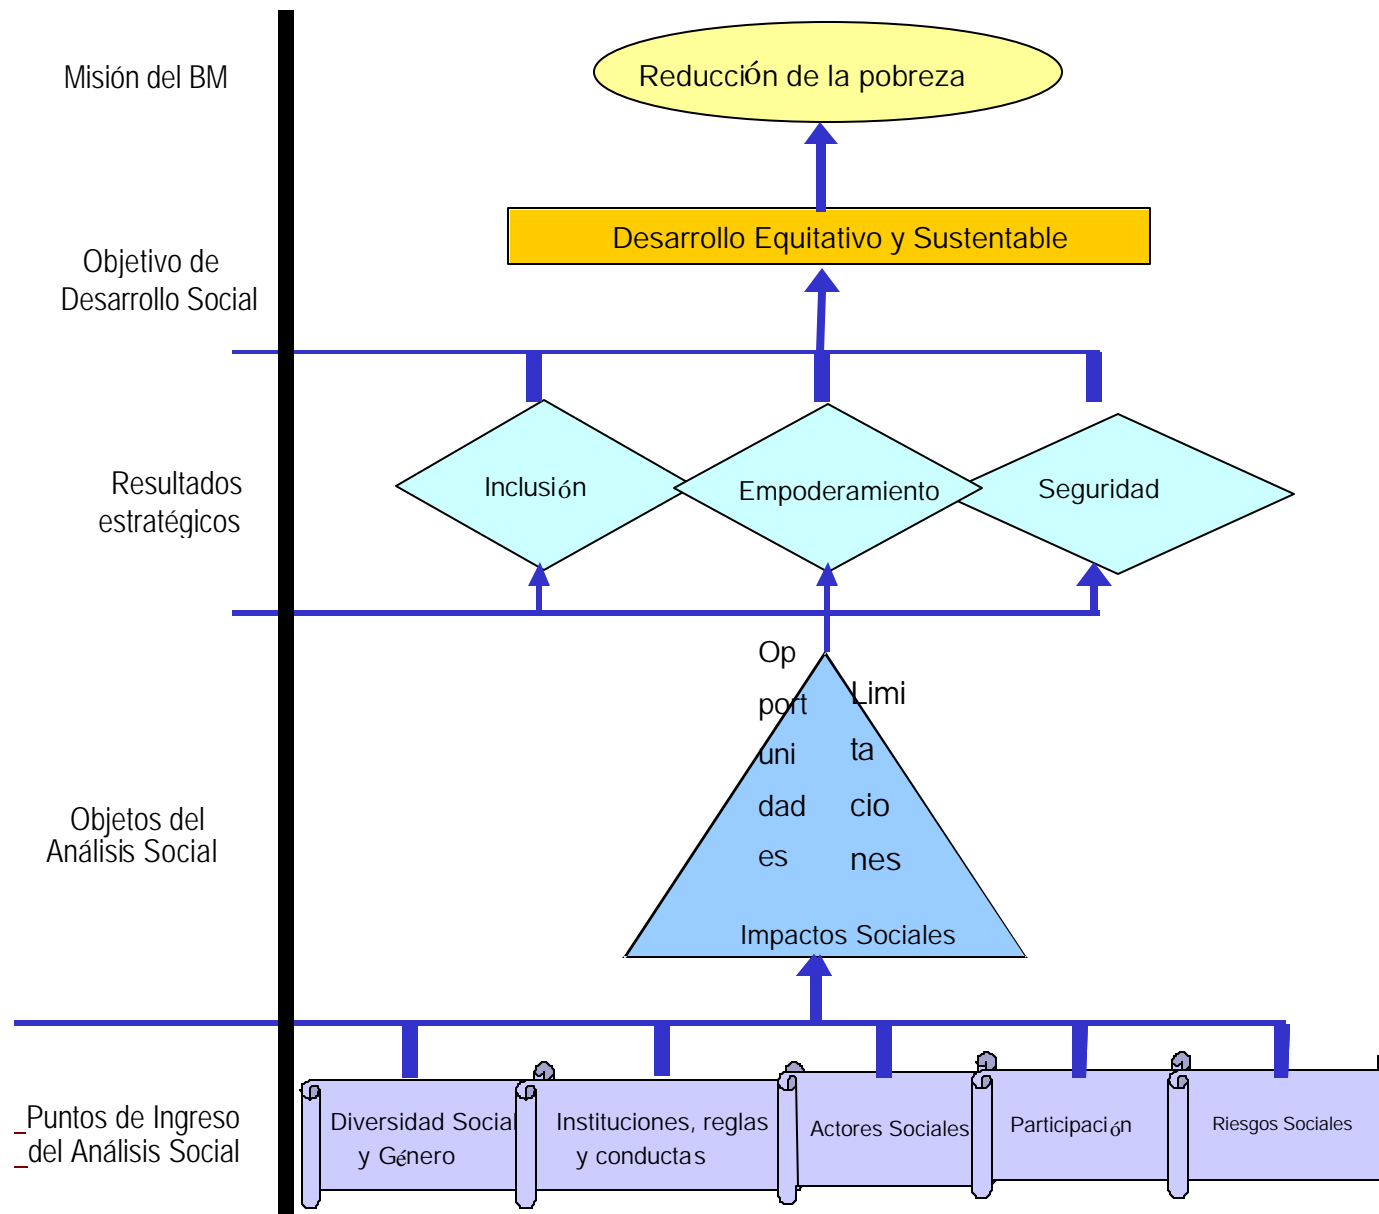 Misión del BM
Reducción de la pobreza
Desarrollo Equitativo y Sustentable
Objetivo de
Desarrollo Social
Resultados
estratégicos
Inclusión
Empoderamiento
Seguridad
Op
port
uni
dad
es
Limi
ta
cio
nes
Impactos Sociales
Objetos del
Análisis Social
Puntos de Ingreso
del Análisis Social
Diversidad Social
y Género
Instituciones, reglas
y conductas
Actores Sociales
Participación
Riesgos Sociales